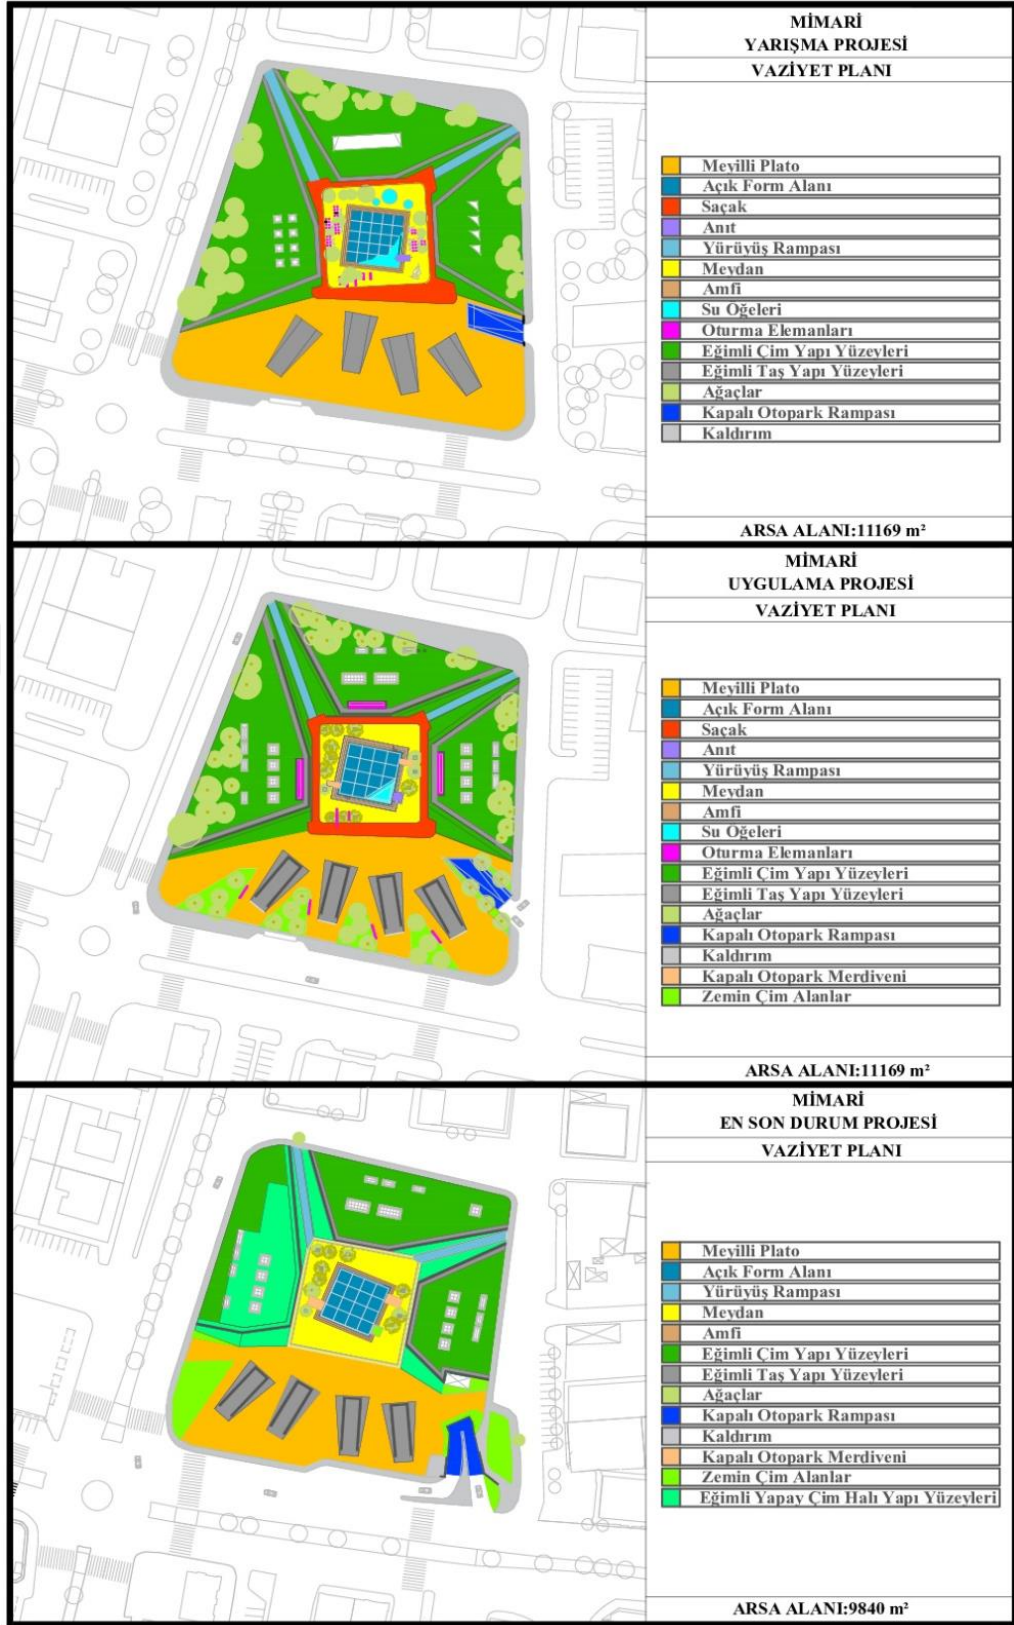 MİMARİ
YARIŞMA PROJESİ
VAZİYET PLANI
Meyilli Plato
Açık Form Alanı
Saçak
Anıt
Yürüyüş Rampası
Meydan
Amfi
Su Öğeleri
Oturma Elemanları
Eğimli Çim Yapı Yüzeyleri
Eğimli Taş Yapı Yüzeyleri
Ağaçlar
Kapalı Otopark Rampası
Kaldırım
ARSA ALANI:11169 m²
MİMARİ
UYGULAMA PROJESİ
VAZİYET PLANI
Meyilli Plato
Açık Form Alanı
Saçak
Anıt
Yürüyüş Rampası
Meydan
Amfi
Su Öğeleri
Oturma Elemanları
Eğimli Çim Yapı Yüzeyleri
Eğimli Taş Yapı Yüzeyleri
Ağaçlar
Kapalı Otopark Rampası
Kaldırım
Kapalı Otopark Merdiveni
Zemin Çim Alanlar
ARSA ALANI:11169 m²
MİMARİ
EN SON DURUM PROJESİ
VAZİYET PLANI
Meyilli Plato
Açık Form Alanı
Yürüyüş Rampası
Meydan
Amfi
Eğimli Çim Yapı Yüzeyleri
Eğimli Taş Yapı Yüzeyleri
Ağaçlar
Kapalı Otopark Rampası
Kaldırım
Kapalı Otopark Merdiveni
Zemin Çim Alanlar
Eğimli Yapay Çim Halı Yapı Yüzeyleri
ARSA ALANI:9840 m²